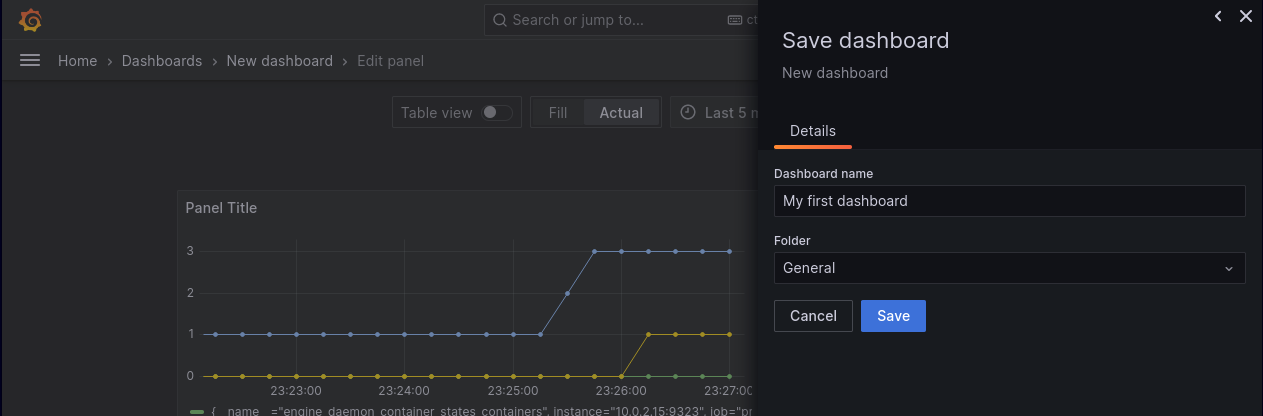 Search or jump to... ct
Save dashboard
New dashboard
Home › Dashboards › New dashboard › Edit panel
Table view Fill Actual Last 5 m
Details
Dashboard name
My first dashboard
Folder
General
Cancel Save
Panel Title
3
2
1
0
23:23:00 23:24:00 23:25:00 23:26:00 23:27:00
{__name__="engine_daemon_container_states_containers", instance="10.0.2.15:9323", job="pr